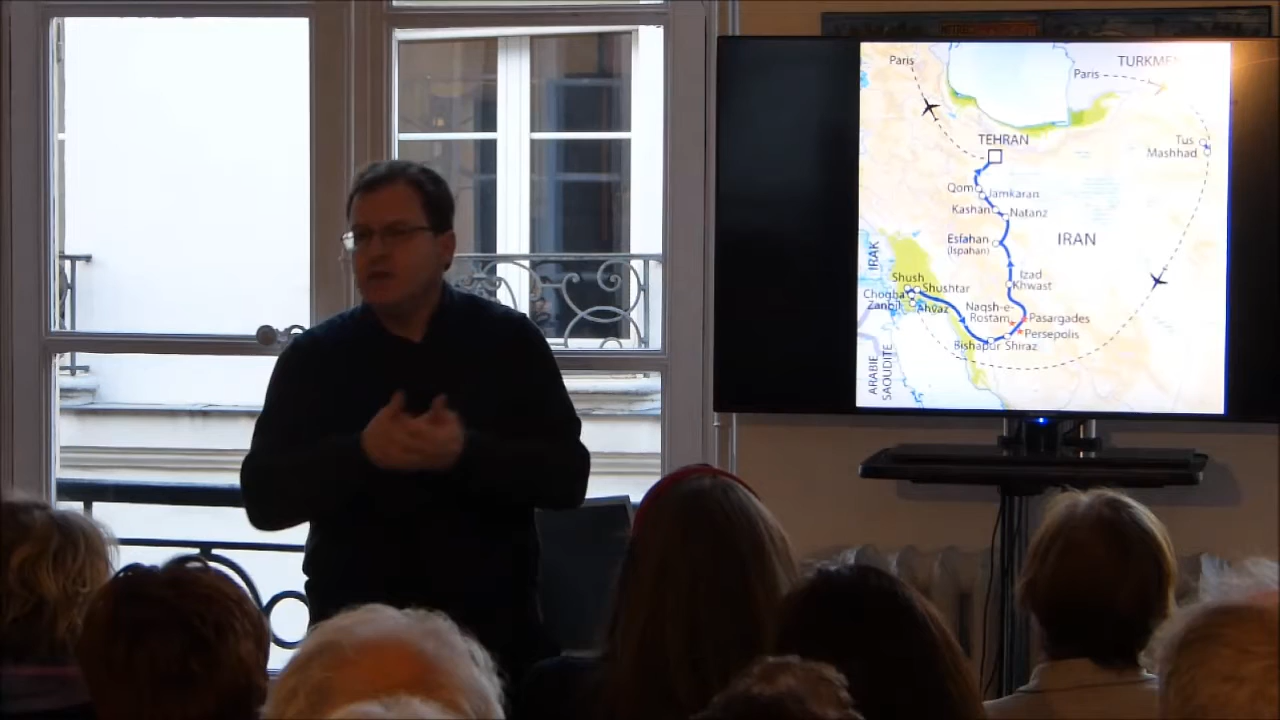 Paris
TURKME
Paris
TEHRAN
Tus
Mashhad
Qom
Jamkaran
Kashan
Natanz
Esfahan
(Ispahan)
IRAN
IRAK
Izad
Khwast
Shush
Shushtar
Choqha
Zanbil
Ahvaz
Naqsh-e-
Rostam
Pasargades
Persepolis
Bishapur
Shiraz
ARABIE
SAOUDITE